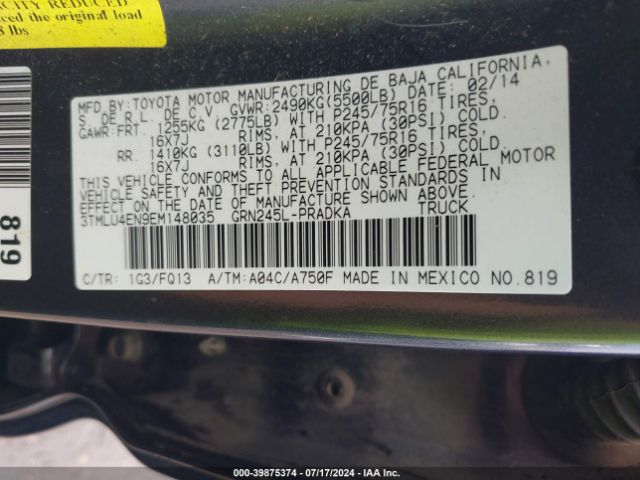 ACITY REDUCED
ced the original load
8 lbs
819
MFD.BY:TOYOTA MOTOR MANUFACTURING DE BAJA CALIFORNIA,
S. DE R.L. DE C.V. GVWR:2490KG(5500LB) DATE: 02/14
GAWR:FRT. 1255KG (2775LB) WITH P245/75R16 TIRES,
16X7J RIMS, AT 210KPA (30PSI) COLD.
RR. 1410KG (3110LB) WITH P245/75R16 TIRES,
16X7J RIMS, AT 210KPA (30PSI) COLD.
THIS VEHICLE CONFORMS TO ALL APPLICABLE FEDERAL MOTOR
VEHICLE SAFETY AND THEFT PREVENTION STANDARDS IN
EFFECT ON THE DATE OF MANUFACTURE SHOWN ABOVE.
3TMLU4EN9EM148035 GRN245L-PRADKA TRUCK
C/TR: 1G3/FQ13 A/TM:A04C/A750F MADE IN MEXICO NO.819
000-39875374 - 07/17/2024 - IAA Inc.